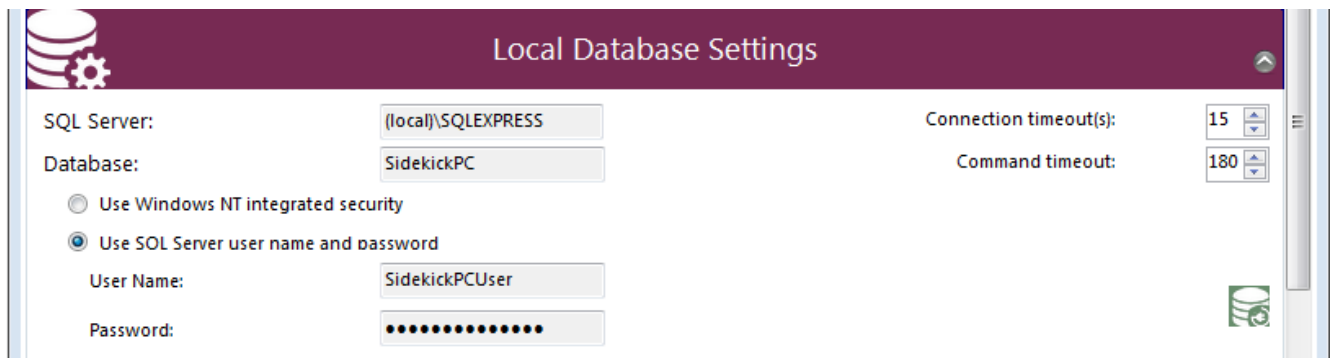 Local Database Settings
SQL Server: (local)\SQLEXPRESS Connection timeout(s): 15
Database: SidekickPC Command timeout: 180
Use Windows NT integrated security
Use SQL Server user name and password
User Name: SidekickPCUser
Password: ••••••••••••••